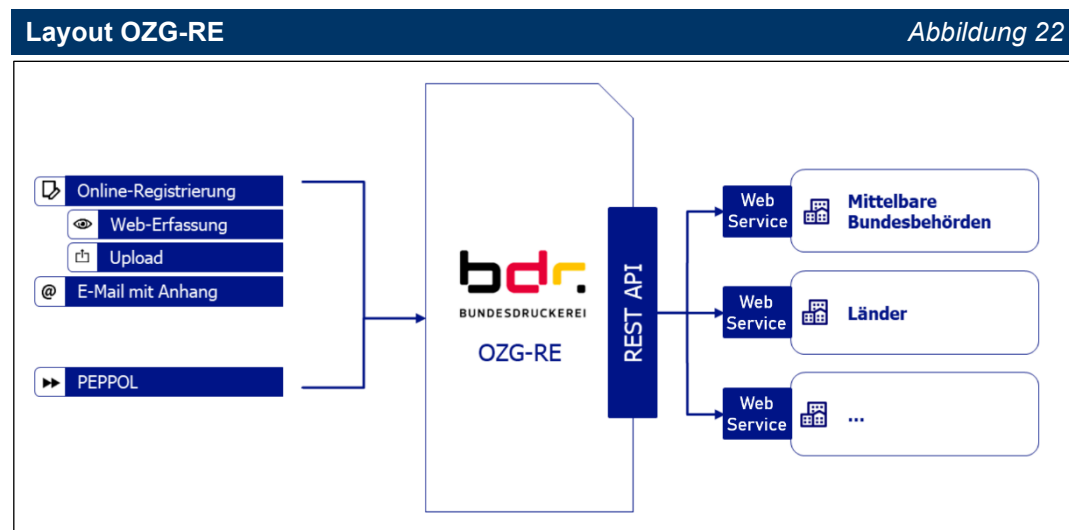 Layout OZG-RE
Abbildung 22
Online-Registrierung
Web-Erfassung
Upload
@ E-Mail mit Anhang
PEPPOL
bdr.
BUNDESDRUCKEREI
OZG-RE
REST API
Web
Service
Mittelbare
Bundesbehörden
Web
Service
Länder
Web
Service
...